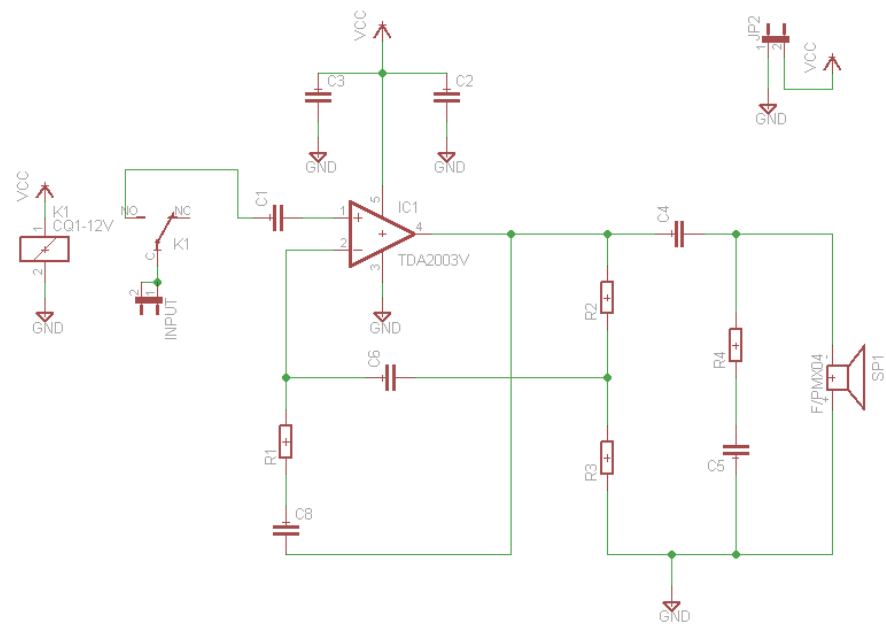 VCC
C3
C2
GND
GND
JP2
1
2
VCC
GND
VCC
K1
CQ1-12V
1
2
GND
NO
NC
C
K1
2
1
INPUT
C1
1
2
5
3
4
IC1
TDA2003V
GND
C4
R2
C6
R4
F/PMX04
-
+
SP1
R1
R3
C5
C8
GND